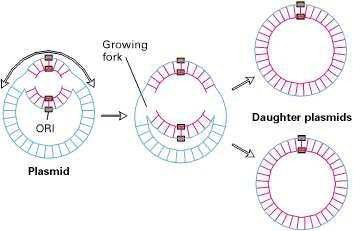 Growing
fork
ORI
Plasmid
Daughter plasmids